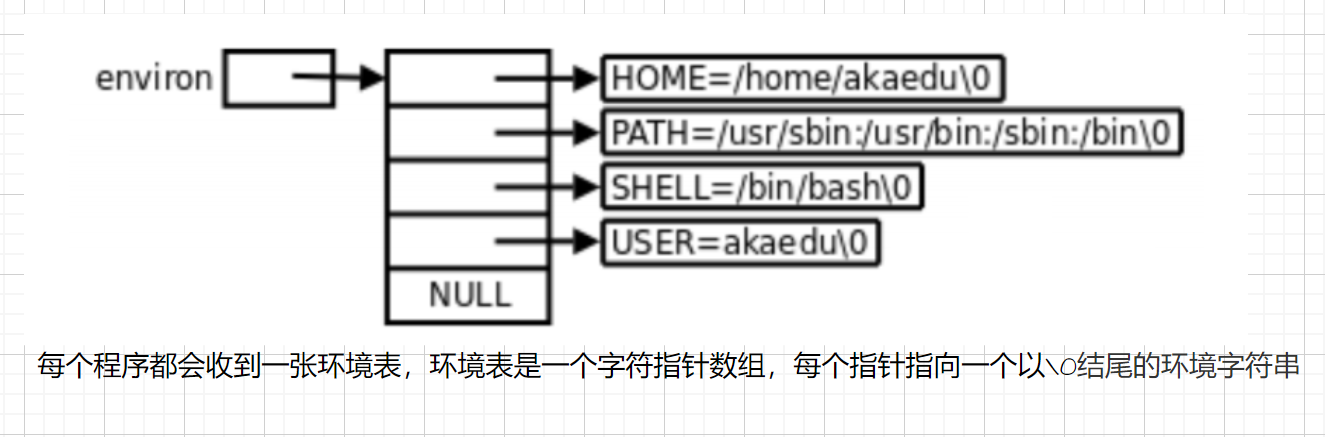 environ
HOME=/home/akaedu\0
PATH=/usr/sbin:/usr/bin:/sbin:/bin\0
SHELL=/bin/bash\0
USER=akaedu\0
NULL
每个程序都会收到一张环境表，环境表是一个字符指针数组，每个指针指向一个以\0结尾的环境字符串